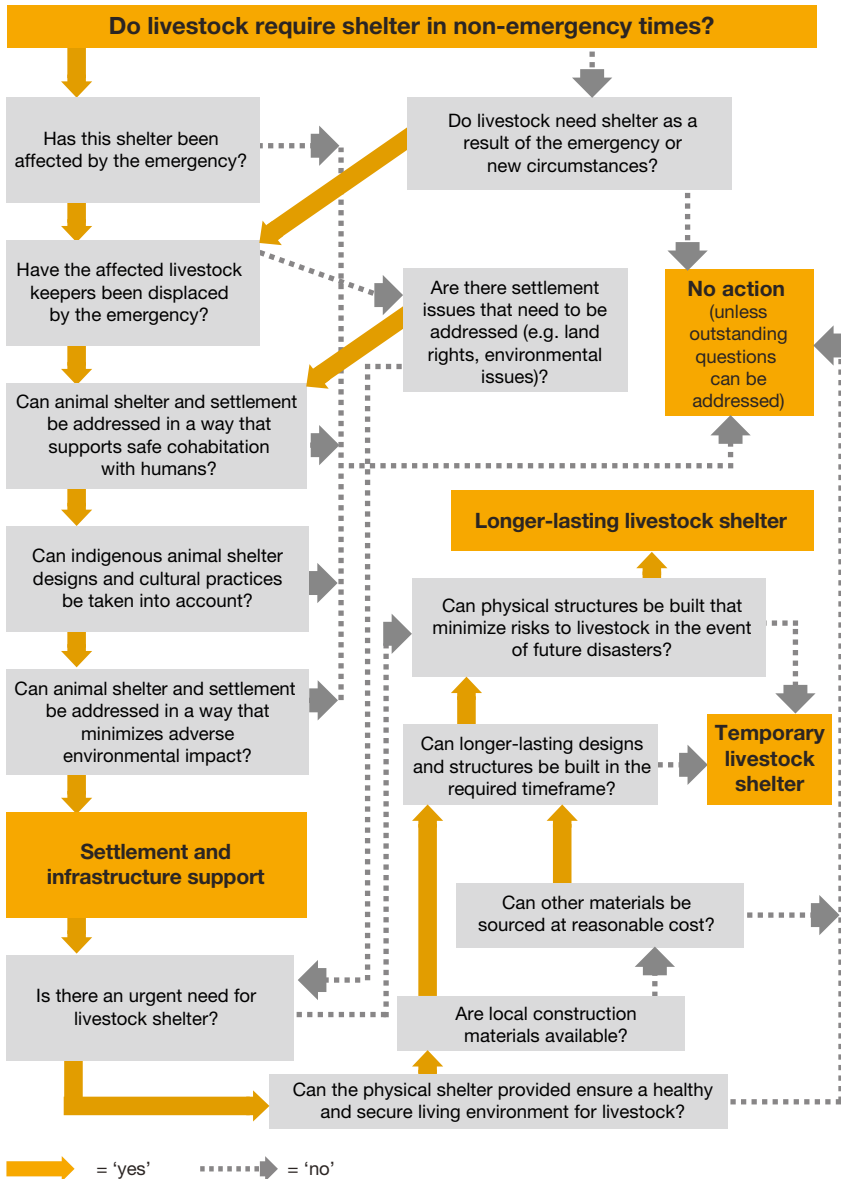 Do livestock require shelter in non-emergency times?
Has this shelter been
affected by the emergency?
Do livestock need shelter as a
result of the emergency or
new circumstances?
Have the affected livestock
keepers been displaced
by the emergency?
Are there settlement
issues that need to be
addressed (e.g. land
rights, environmental
issues)?
No action
(unless
outstanding
questions
can be
addressed)
Can animal shelter and settlement
be addressed in a way that
supports safe cohabitation
with humans?
Longer-lasting livestock shelter
Can indigenous animal shelter
designs and cultural practices
be taken into account?
Can physical structures be built that
minimize risks to livestock in the event
of future disasters?
Can animal shelter and settlement
be addressed in a way that
minimizes adverse
environmental impact?
Can longer-lasting designs
and structures be built in the
required timeframe?
Temporary
livestock
shelter
Settlement and
infrastructure support
Can other materials be
sourced at reasonable cost?
Is there an urgent need for
livestock shelter?
Are local construction
materials available?
Can the physical shelter provided ensure a healthy
and secure living environment for livestock?
= ‘yes’
= ‘no’